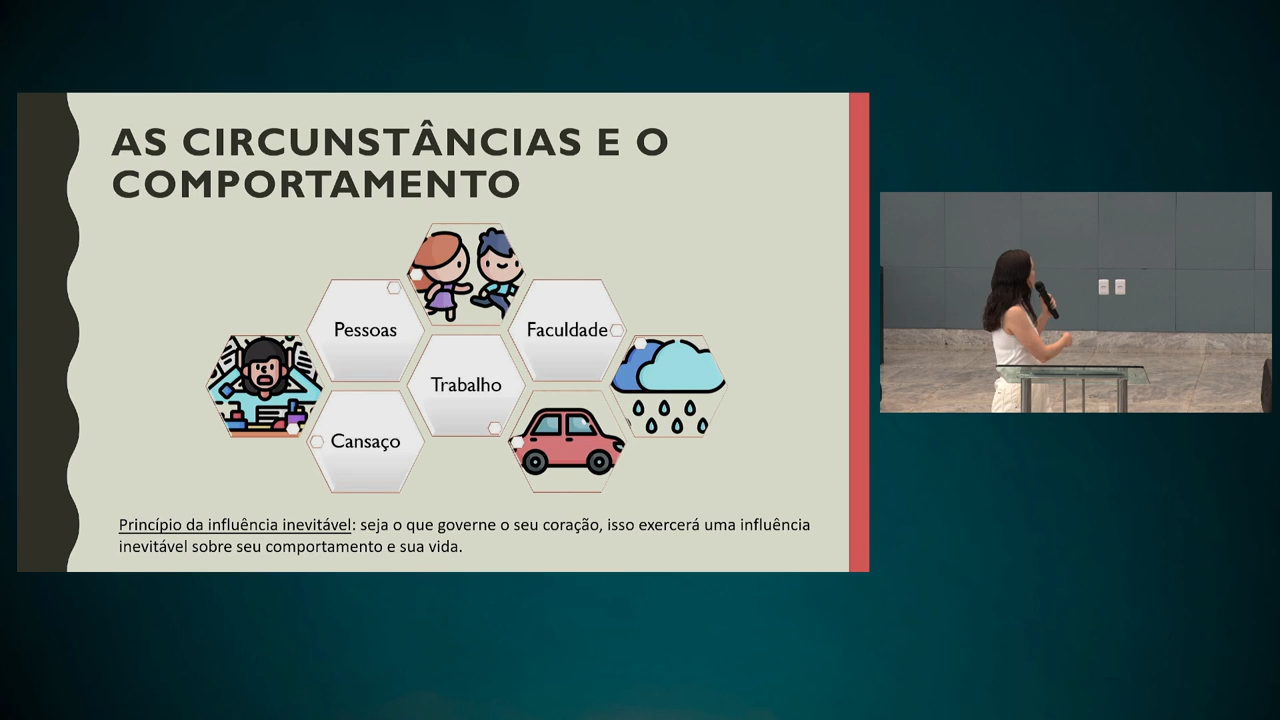 AS CIRCUNSTÂNCIAS E O
COMPORTAMENTO
Pessoas
Faculdade
Trabalho
Cansaço
Princípio da influência inevitável: seja o que governe o seu coração, isso exercerá uma influência
inevitável sobre seu comportamento e sua vida.